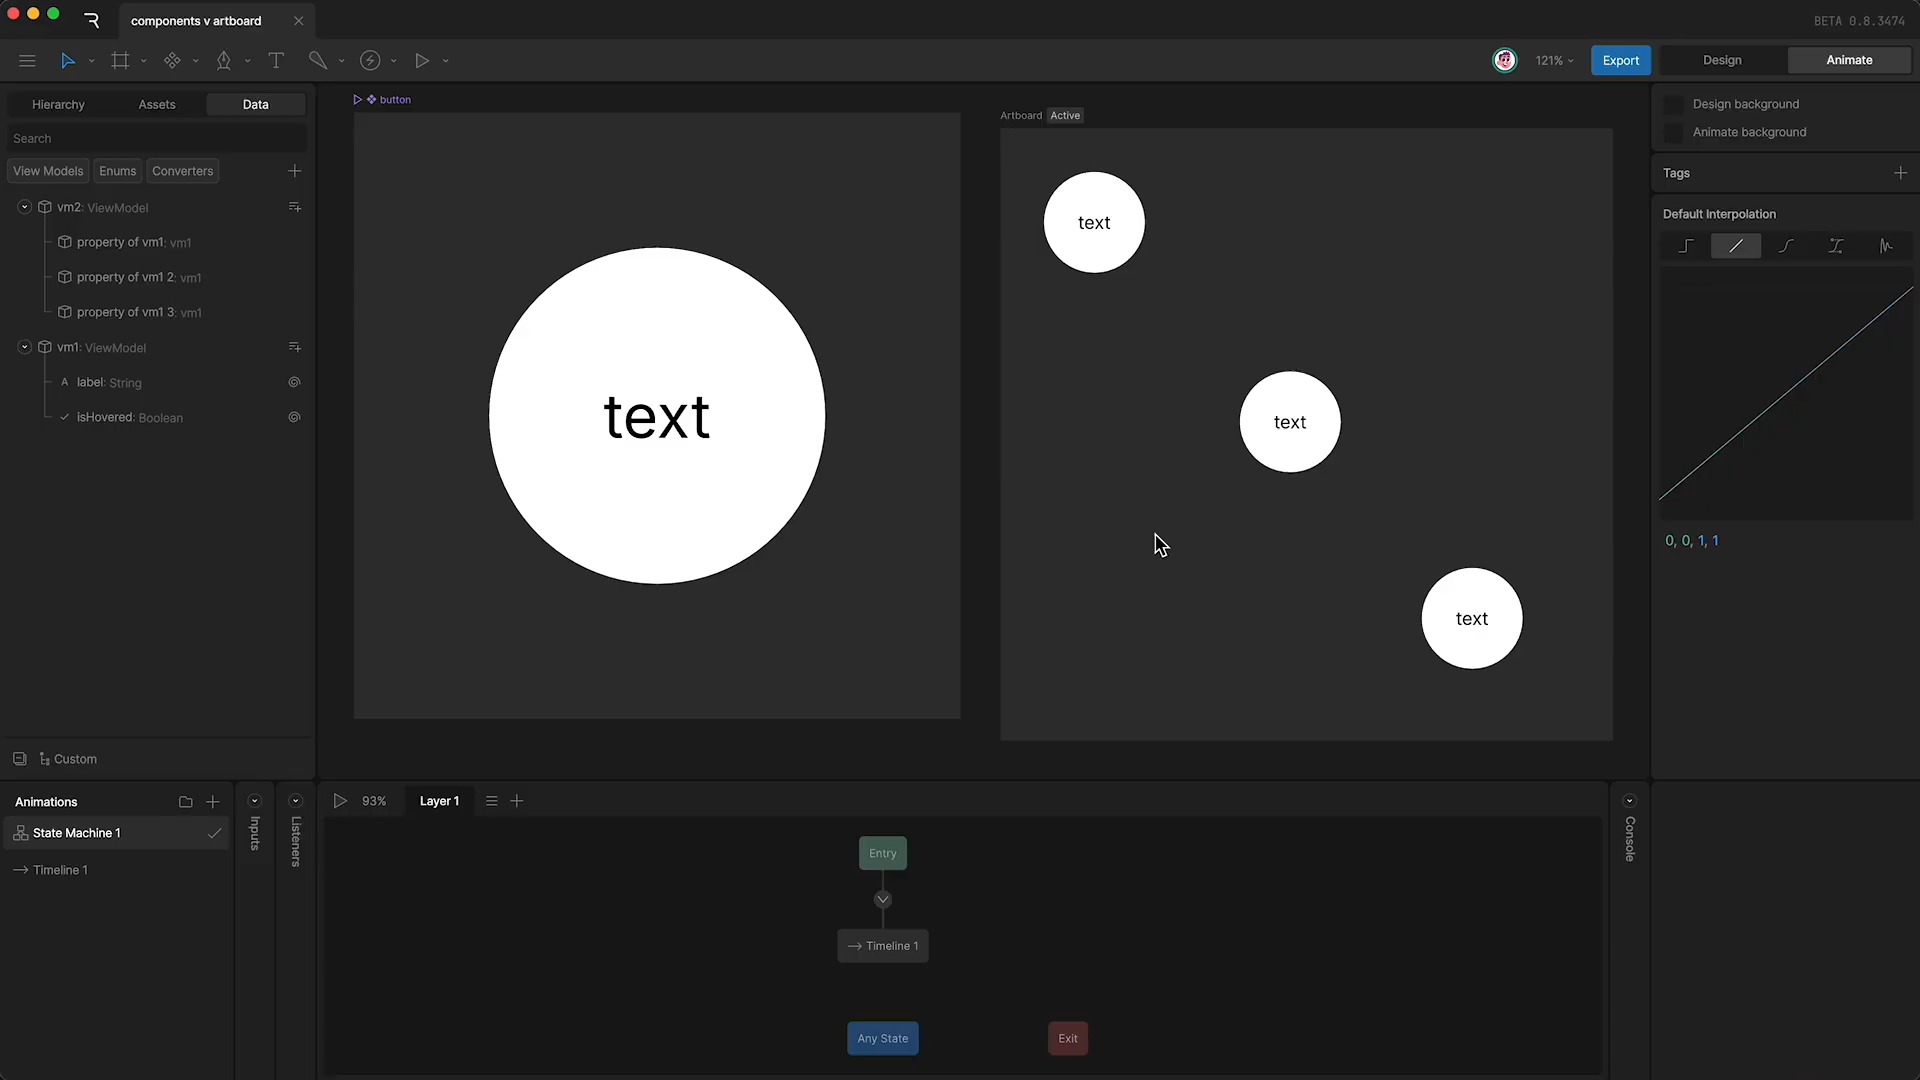 components v artboard
BETA 0.8.3474
121%
Export
Design
Animate
Hierarchy
Assets
Data
Search
View Models
Enums
Converters
vm2: ViewModel
property of vm1: vm1
property of vm1 2: vm1
property of vm1 3: vm1
vm1: ViewModel
label: String
isHovered: Boolean
Custom
button
text
Artboard Active
text
text
text
Design background
Animate background
Tags
Default Interpolation
0, 0, 1, 1
Animations
State Machine 1
Timeline 1
Inputs
Listeners
93%
Layer 1
Entry
Timeline 1
Any State
Exit
Console